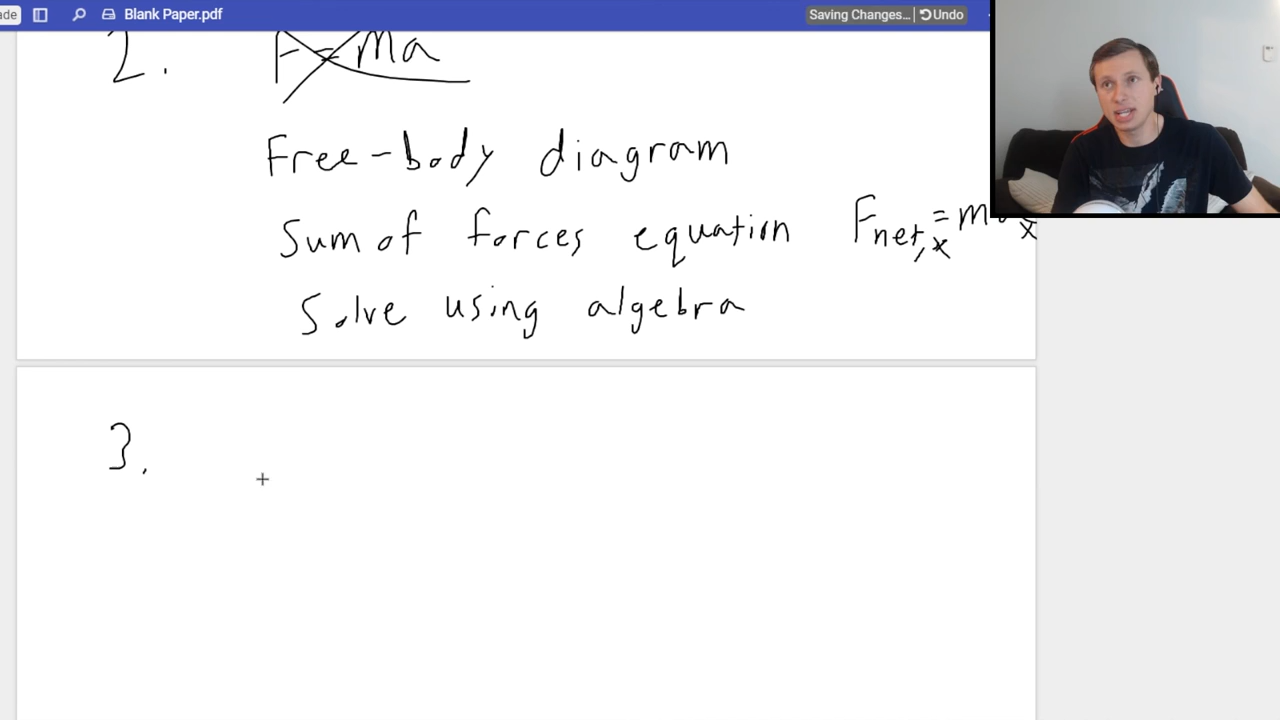 ade
Blank Paper.pdf
Saving Changes... Undo
2. F=ma
Free-body diagram
Sum of forces equation Fnet,x=m x
Solve using algebra
3.